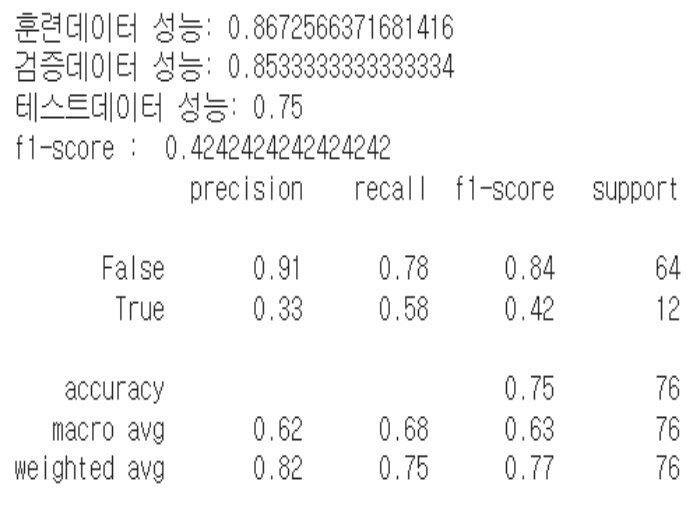 훈련데이터 성능: 0.8672566371681416
검증데이터 성능: 0.8533333333333334
테스트데이터 성능: 0.75
f1-score :  0.4242424242424242
precision recall f1-score support
False 0.91 0.78 0.84 64
True 0.33 0.58 0.42 12
accuracy 0.75 76
macro avg 0.62 0.68 0.63 76
weighted avg 0.82 0.75 0.77 76